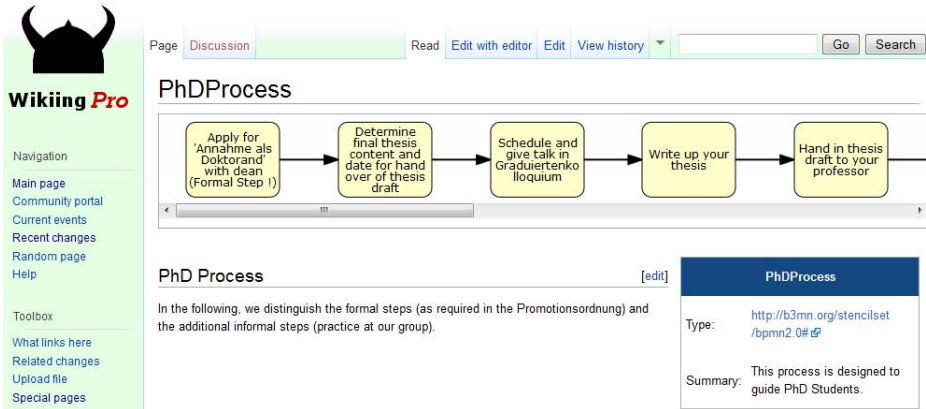 Wikiing Pro
Navigation
Main page
Community portal
Current events
Recent changes
Random page
Help
Toolbox
What links here
Related changes
Upload file
Special pages
Page Discussion Read Edit with editor Edit View history Go Search
PhDProcess
Apply for
'Annahme als
Doktorand'
with dean
(Formal Step !)
Determine
final thesis
content and
date for hand
over of thesis
draft
Schedule and
give talk in
Graduiertenko
lloquium
Write up your
thesis
Hand in thesis
draft to your
professor
PhD Process [edit]
In the following, we distinguish the formal steps (as required in the Promotionsordnung) and
the additional informal steps (practice at our group).
PhDProcess
Type: http://b3mn.org/stencilset
/bpmn2.0#
Summary: This process is designed to
guide PhD Students.